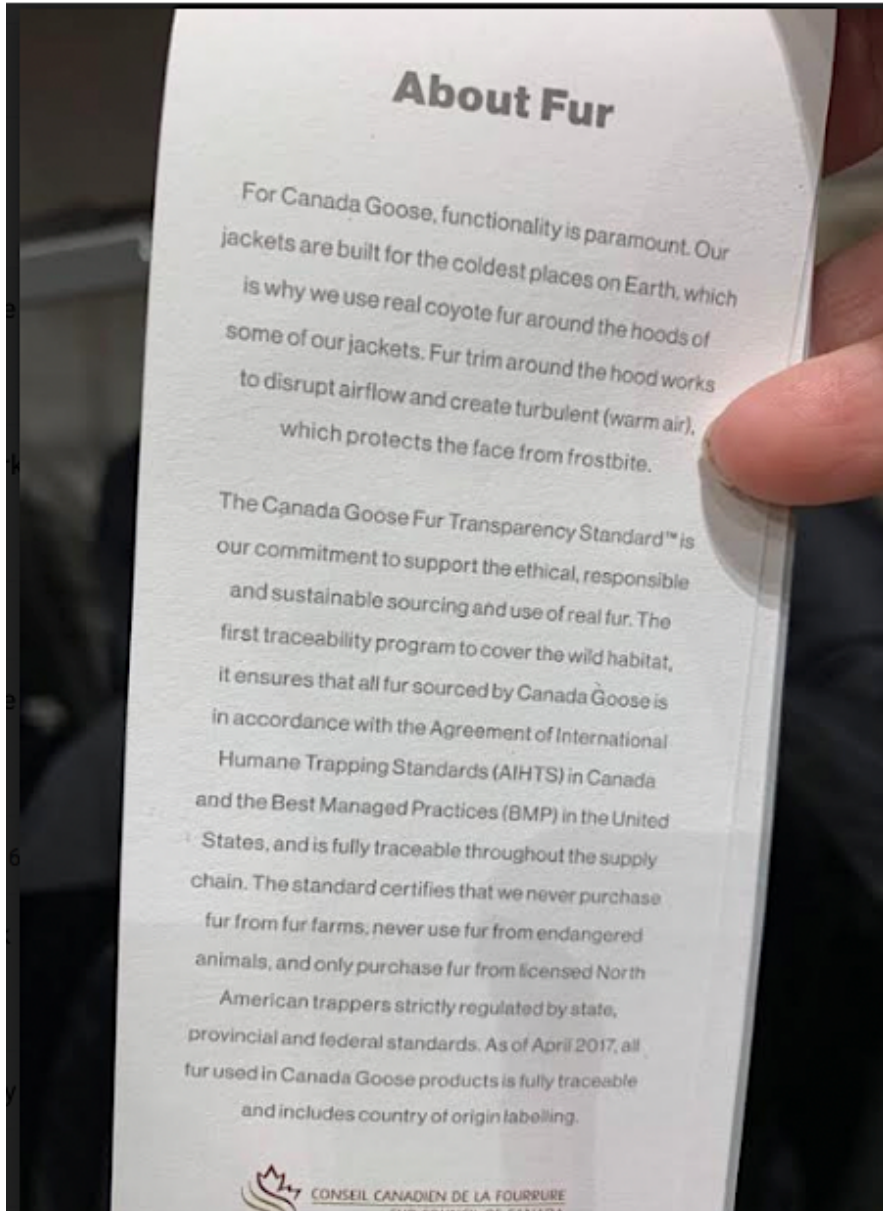 About Fur
For Canada Goose, functionality is paramount. Our
jackets are built for the coldest places on Earth, which
is why we use real coyote fur around the hoods of
some of our jackets. Fur trim around the hood works
to disrupt airflow and create turbulent (warm air),
which protects the face from frostbite.
The Canada Goose Fur Transparency Standard™ is
our commitment to support the ethical, responsible
and sustainable sourcing and use of real fur. The
first traceability program to cover the wild habitat,
it ensures that all fur sourced by Canada Goose is
in accordance with the Agreement of International
Humane Trapping Standards (AIHTS) in Canada
and the Best Managed Practices (BMP) in the United
States, and is fully traceable throughout the supply
chain. The standard certifies that we never purchase
fur from fur farms, never use fur from endangered
animals, and only purchase fur from licensed North
American trappers strictly regulated by state,
provincial and federal standards. As of April 2017, all
fur used in Canada Goose products is fully traceable
and includes country of origin labelling.
CONSEIL CANADIEN DE LA FOURRURE